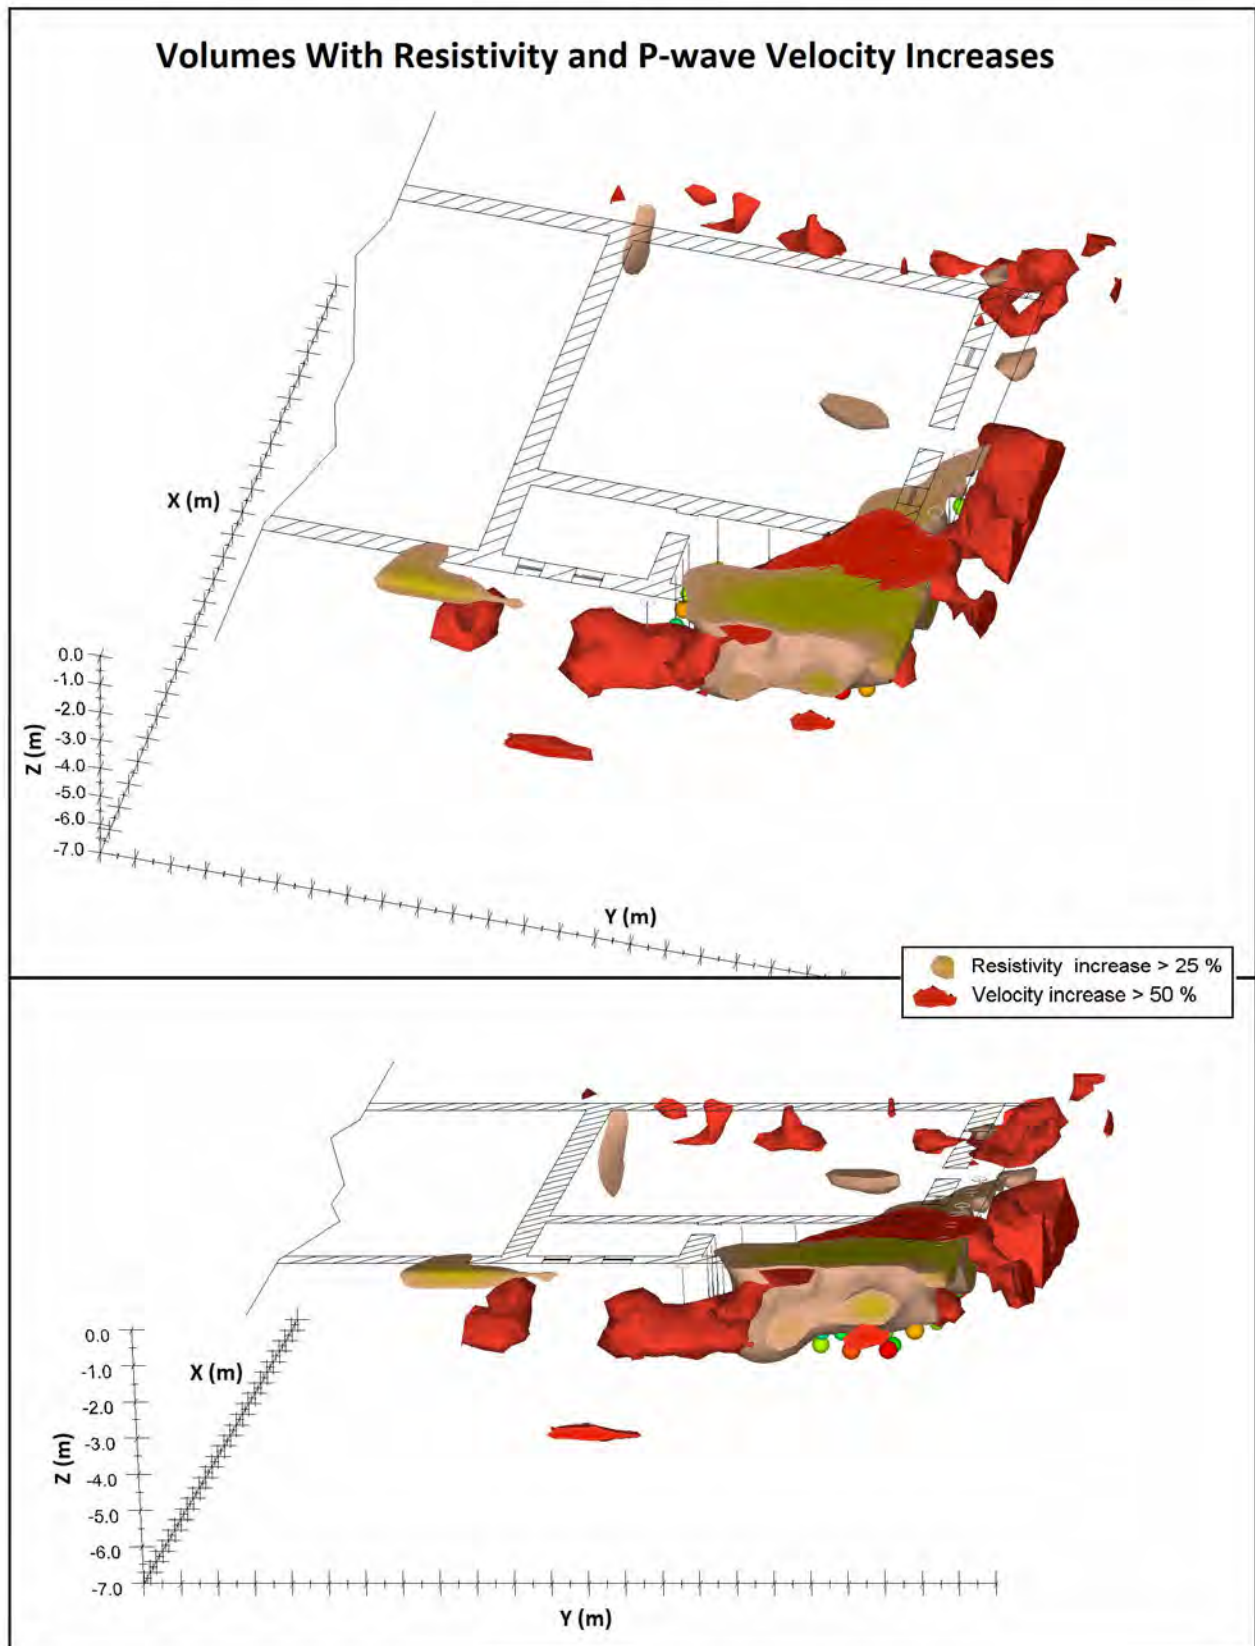 Volumes With Resistivity and P-wave Velocity Increases
X (m)
0.0
-1.0
-2.0
-3.0
-4.0
-5.0
-6.0
-7.0
Z (m)
Y (m)
Resistivity increase > 25 %
Velocity increase > 50 %
0.0
-1.0
-2.0
-3.0
-4.0
-5.0
-6.0
-7.0
X (m)
Z (m)
Y (m)